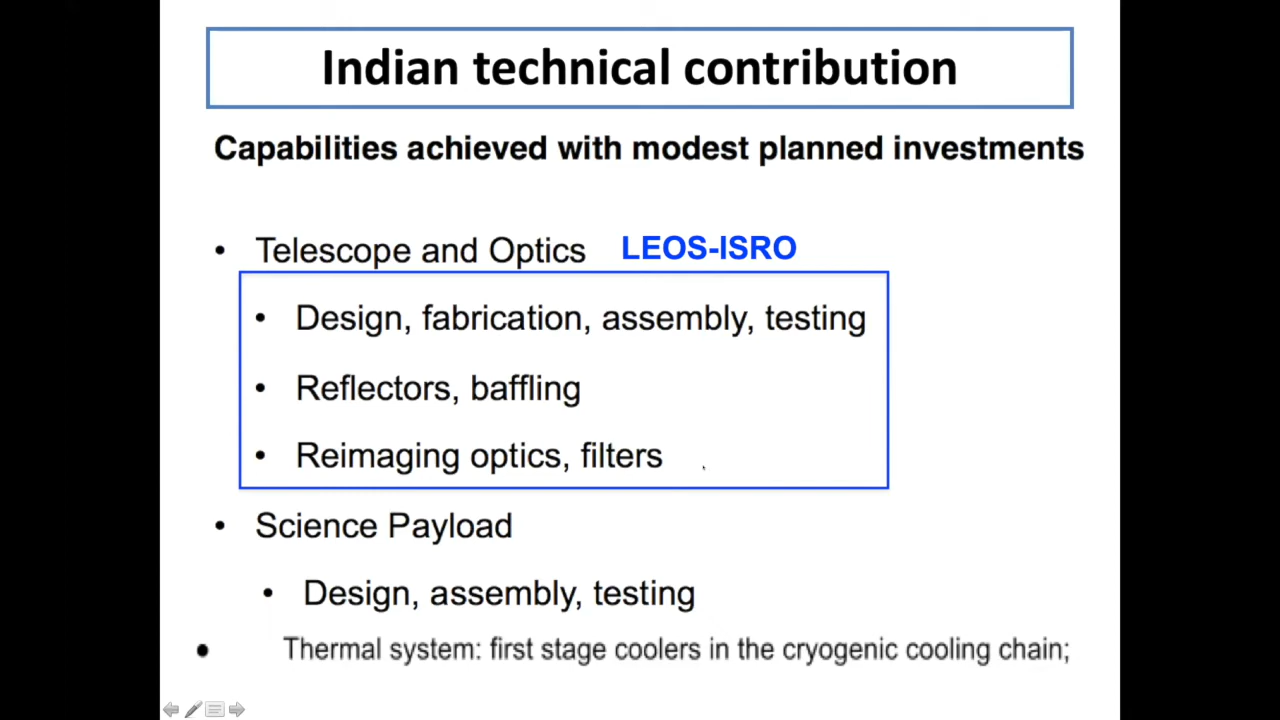 Indian technical contribution
Capabilities achieved with modest planned investments
• Telescope and Optics LEOS-ISRO
• Design, fabrication, assembly, testing
• Reflectors, baffling
• Reimaging optics, filters
• Science Payload
• Design, assembly, testing
• Thermal system: first stage coolers in the cryogenic cooling chain;